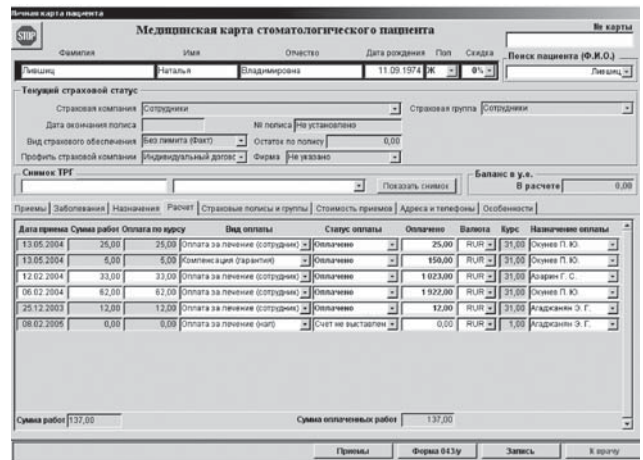 Личная карта пациента
STOP
Медицинская карта стоматологического пациента
№ карты
Фамилия Имя Отчество Дата рождения Пол Скидка
Поиск пациента (Ф.И.О.)
Лившиц Наталья Владимировна 11.09.1974 Ж 0% Лившиц
Текущий страховой статус
Страховая компания Сотрудники Страховая группа Сотрудники
Дата окончания полиса № полиса Не установлено
Вид страхового обеспечения Без лимита (Факт) Остаток по полису 0,00
Профиль страховой компании Индивидуальный догово Фирма Не указано
Снимок ТРГ
Показать снимок
Баланс в у.е.
В расчете 0,00
Приемы Заболевания Назначения Расчет Страховые полисы и группы Стоимость приемов Адреса и телефоны Особенности
Дата приема Сумма работ Оплата по курсу Вид оплаты Статус оплаты Оплачено Валюта Курс Назначение оплаты
13.05.2004 25,00 25,00 Оплата за лечение (сотрудник) Оплачено 25,00 RUR 31,00 Окунев П. Ю.
13.05.2004 5,00 5,00 Компенсация (гарантия) Оплачено 150,00 RUR 31,00 Окунев П. Ю.
12.02.2004 33,00 33,00 Оплата за лечение (сотрудник) Оплачено 1 023,00 RUR 31,00 Азарин Г. С.
06.02.2004 62,00 62,00 Оплата за лечение (сотрудник) Оплачено 1 922,00 RUR 31,00 Окунев П. Ю.
25.12.2003 12,00 12,00 Оплата за лечение (сотрудник) Оплачено 12,00 RUR 31,00 Агаджанян Э. Г.
08.02.2005 0,00 0,00 Оплата за лечение (нал) Счет не выставлен 0,00 RUR 1,00 Агаджанян Э. Г.
Сумма работ 137,00 Сумма оплаченных работ 137,00
Приемы Форма 043/у Запись К врачу